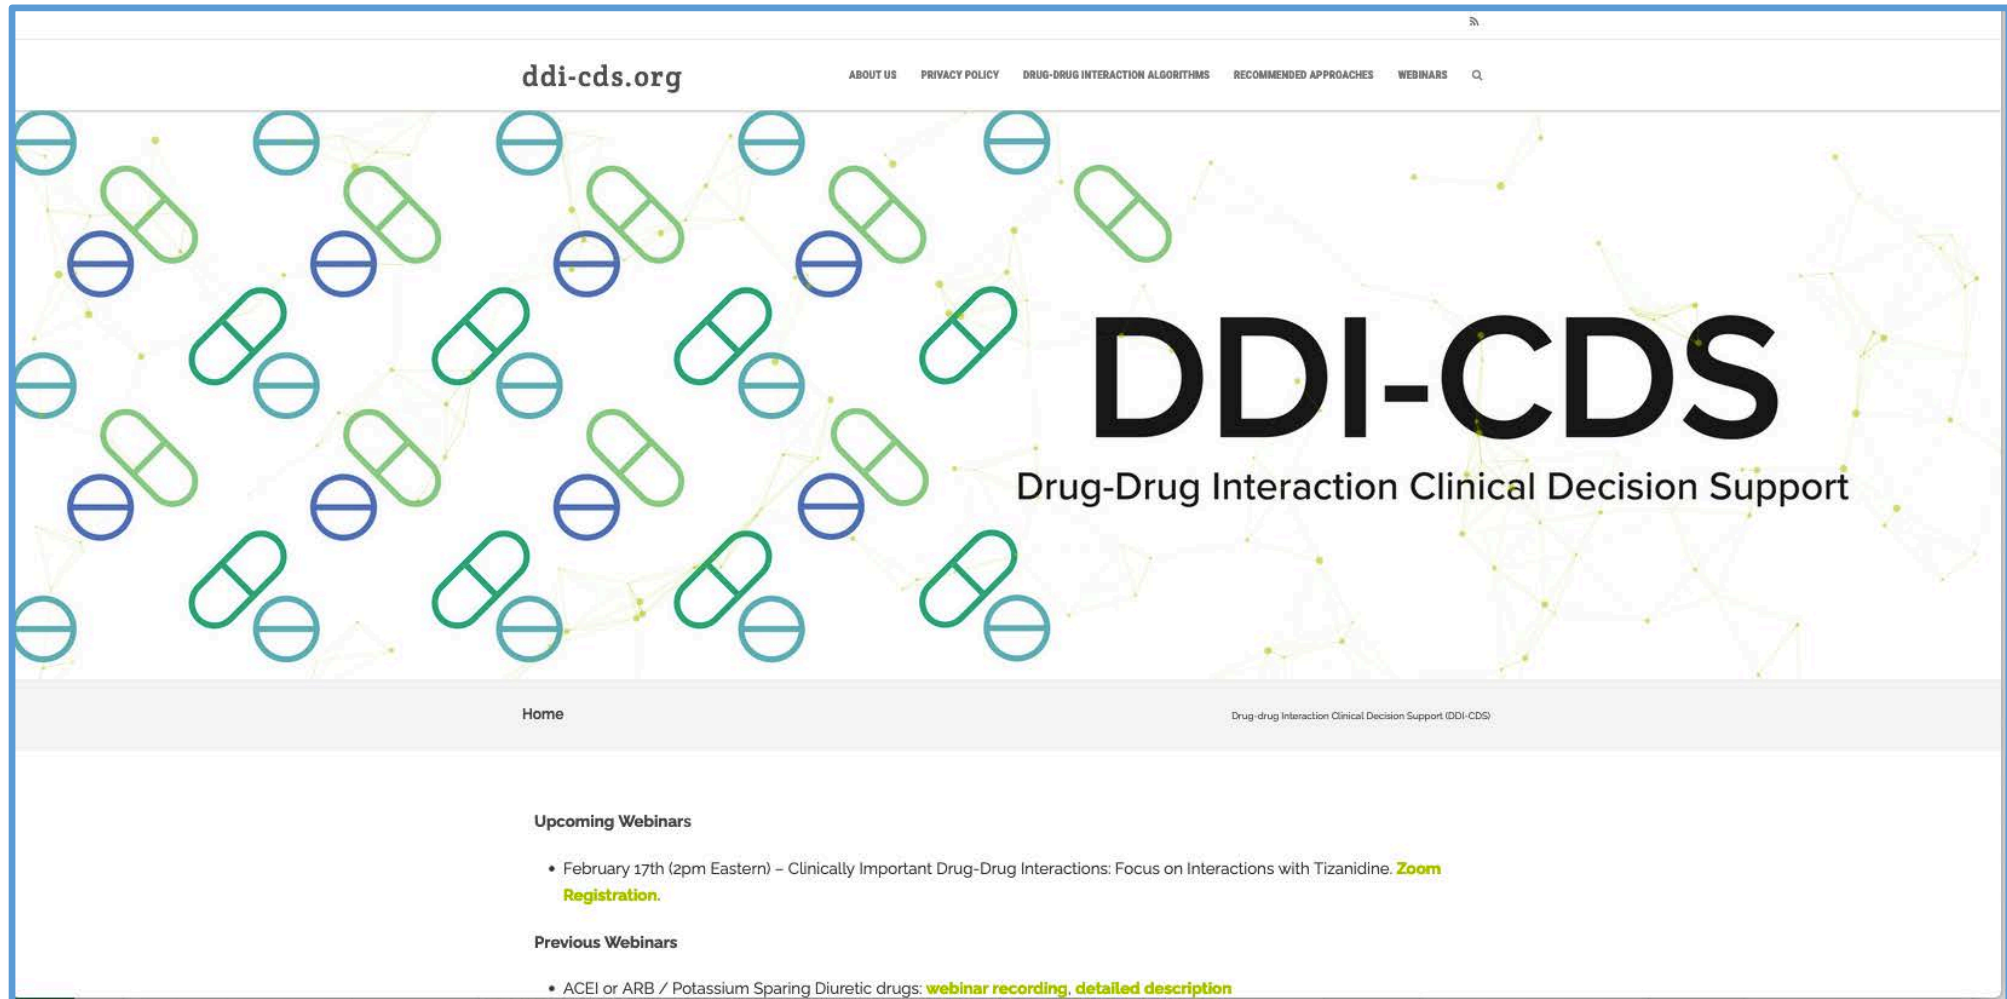 ddi-cds.org
ABOUT US PRIVACY POLICY DRUG-DRUG INTERACTION ALGORITHMS RECOMMENDED APPROACHES WEBINARS
DDI-CDS
Drug-Drug Interaction Clinical Decision Support
Home
Drug-drug Interaction Clinical Decision Support (DDI-CDS)
Upcoming Webinars
• February 17th (2pm Eastern) – Clinically Important Drug-Drug Interactions: Focus on Interactions with Tizanidine. Zoom
Registration.
Previous Webinars
• ACEI or ARB / Potassium Sparing Diuretic drugs: webinar recording, detailed description